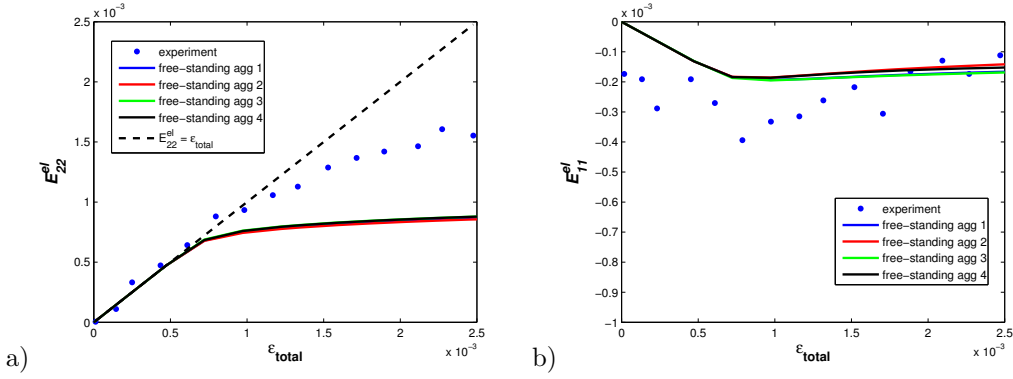 a)
× 10⁻³
2.5
2
1.5
1
0.5
0
E₂₂ᵉˡ
experiment
free−standing agg 1
free−standing agg 2
free−standing agg 3
free−standing agg 4
E₂₂ᵉˡ = ε_total
0 0.5 1 1.5 2 2.5
× 10⁻³
ε_total
b)
× 10⁻³
0
−0.1
−0.2
−0.3
−0.4
−0.5
−0.6
−0.7
−0.8
−0.9
−1
E₁₁ᵉˡ
experiment
free−standing agg 1
free−standing agg 2
free−standing agg 3
free−standing agg 4
0 0.5 1 1.5 2 2.5
× 10⁻³
ε_total